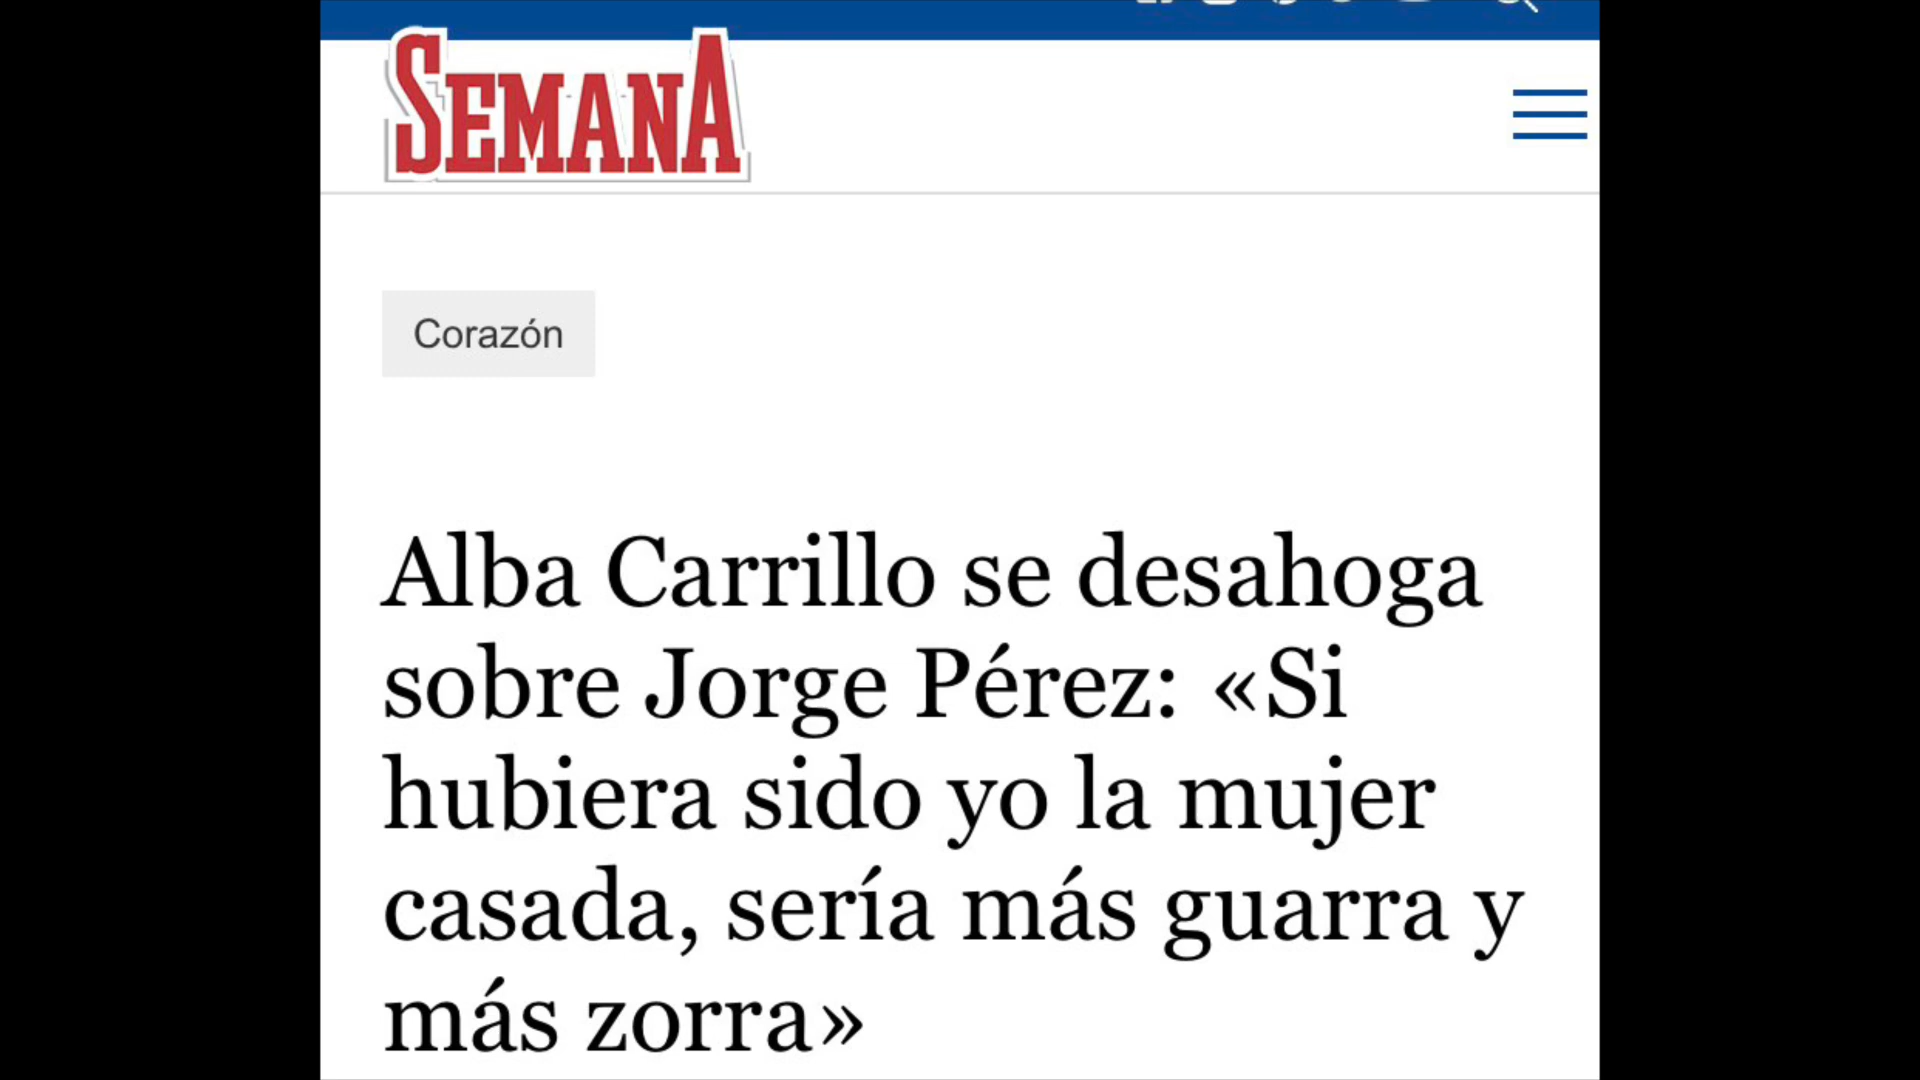 SEMANA
Corazón
Alba Carrillo se desahoga
sobre Jorge Pérez: «Si
hubiera sido yo la mujer
casada, sería más guarra y
más zorra»